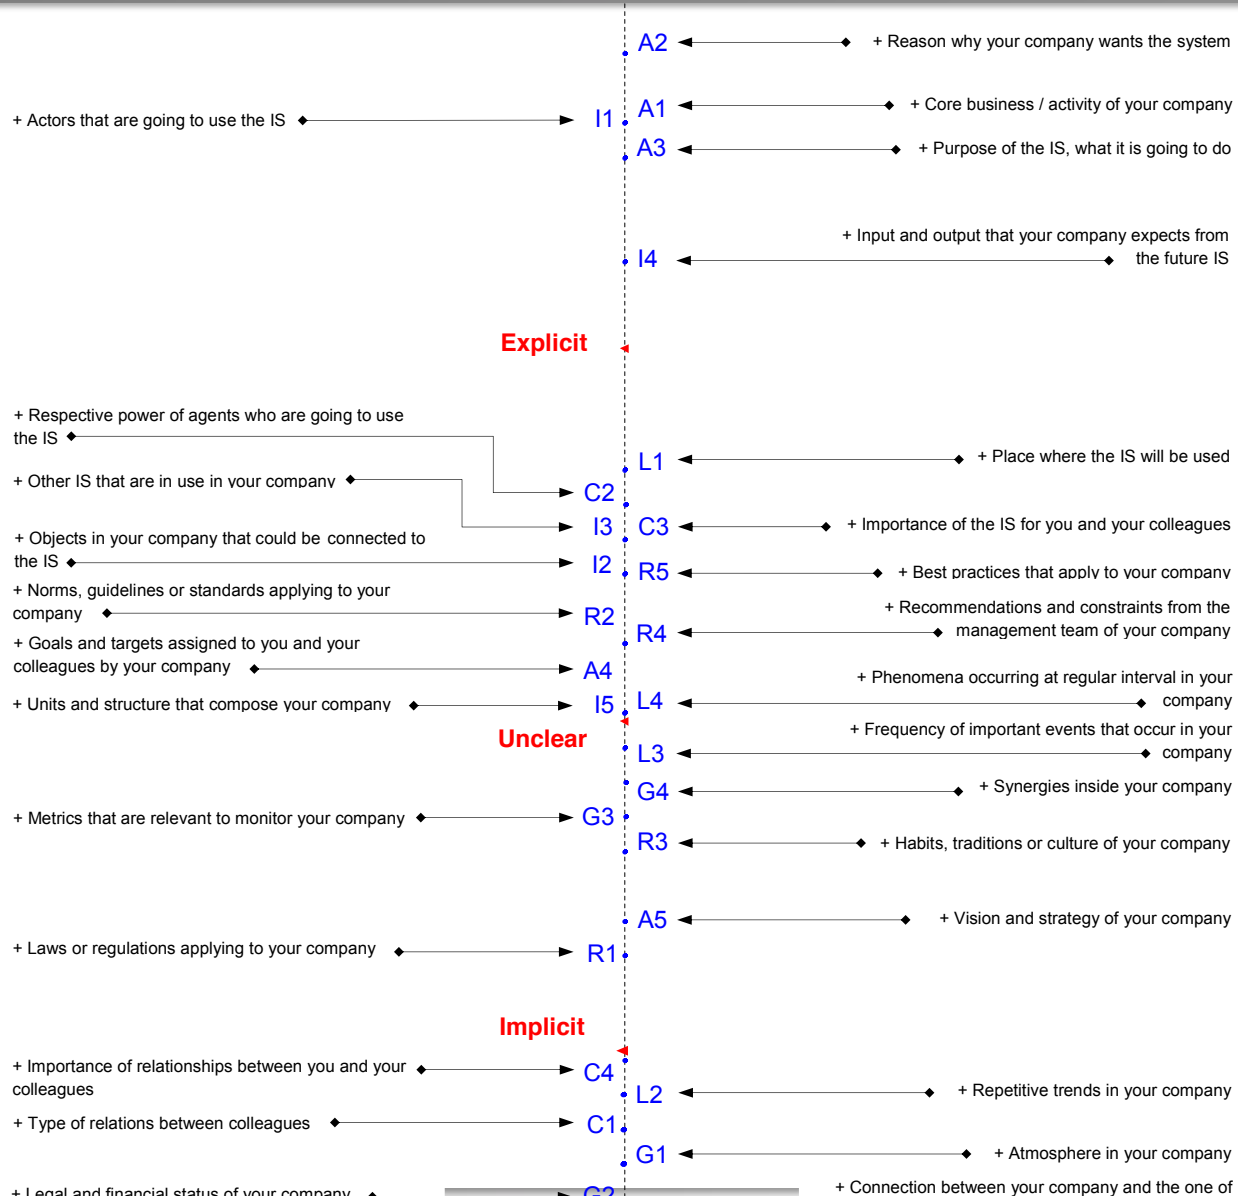 A2
+ Reason why your company wants the system
+ Actors that are going to use the IS
I1
A1
+ Core business / activity of your company
A3
+ Purpose of the IS, what it is going to do
+ Input and output that your company expects from
I4
the future IS
Explicit
+ Respective power of agents who are going to use
the IS
L1
+ Place where the IS will be used
+ Other IS that are in use in your company
C2
I3
C3
+ Importance of the IS for you and your colleagues
+ Objects in your company that could be connected to
the IS
I2
R5
+ Best practices that apply to your company
+ Norms, guidelines or standards applying to your
company
R2
+ Recommendations and constraints from the
R4
management team of your company
+ Goals and targets assigned to you and your
colleagues by your company
A4
+ Phenomena occurring at regular interval in your
L4
company
+ Units and structure that compose your company
I5
Unclear
+ Frequency of important events that occur in your
L3
company
G4
+ Synergies inside your company
+ Metrics that are relevant to monitor your company
G3
R3
+ Habits, traditions or culture of your company
A5
+ Vision and strategy of your company
+ Laws or regulations applying to your company
R1
Implicit
+ Importance of relationships between you and your
colleagues
C4
L2
+ Repetitive trends in your company
+ Type of relations between colleagues
C1
G1
+ Atmosphere in your company
+ Legal and financial status of your company
G2
+ Connection between your company and the one of